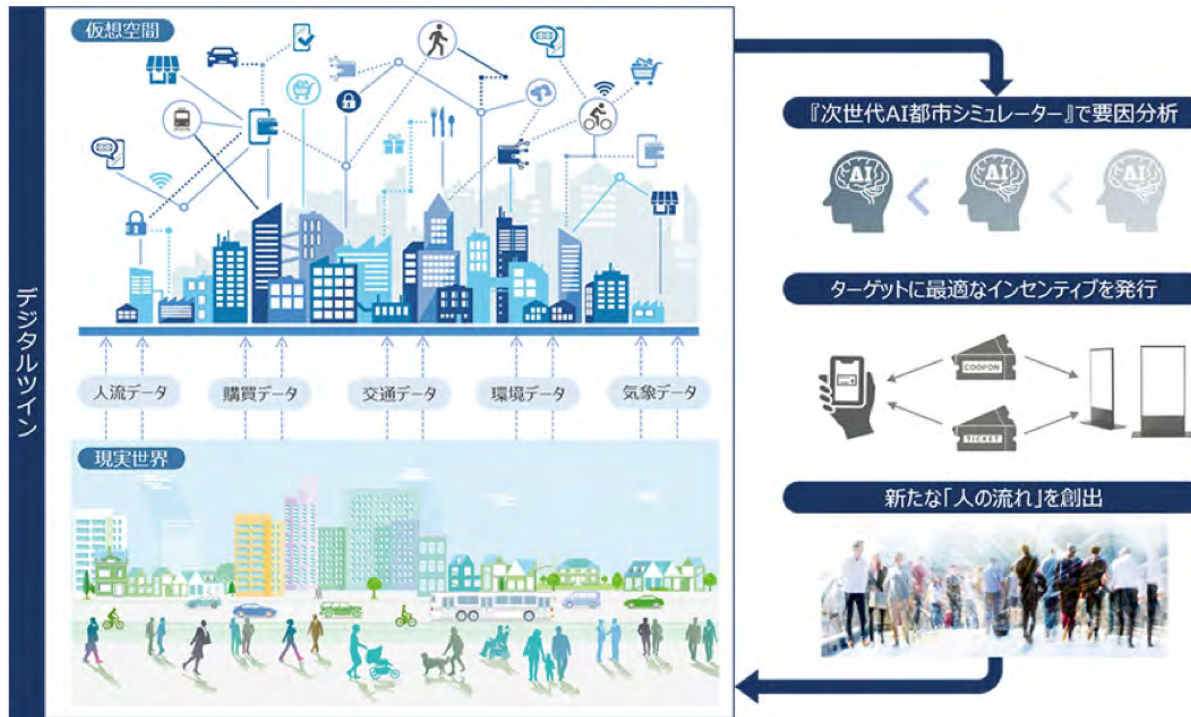 デジタルツイン
仮想空間
人流データ
購買データ
交通データ
環境データ
気象データ
現実世界
『次世代AI都市シミュレーター』で要因分析
AI
AI
AI
ターゲットに最適なインセンティブを発行
COUPON
TICKET
新たな「人の流れ」を創出